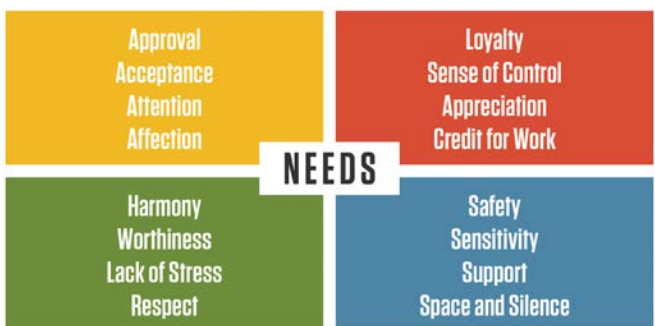 Approval
Acceptance
Attention
Affection
Loyalty
Sense of Control
Appreciation
Credit for Work
NEEDS
Harmony
Worthiness
Lack of Stress
Respect
Safety
Sensitivity
Support
Space and Silence